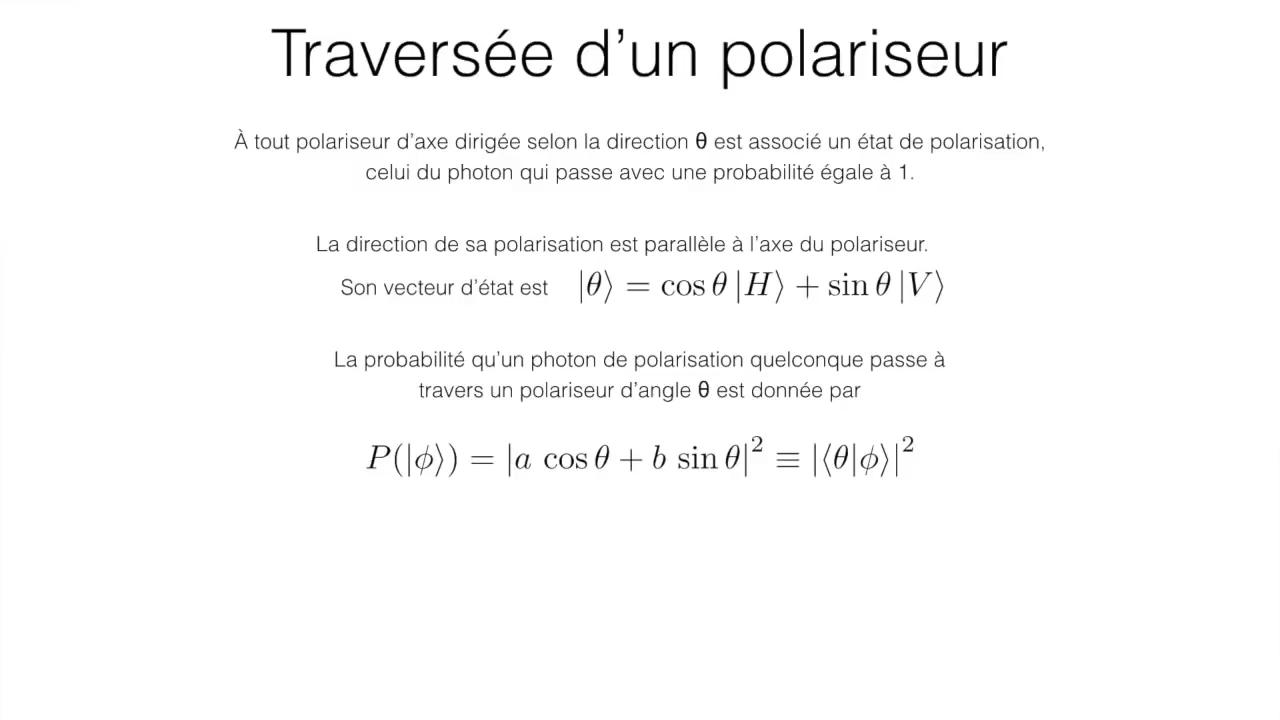 Traversée d'un polariseur
À tout polariseur d'axe dirigée selon la direction θ est associé un état de polarisation,
celui du photon qui passe avec une probabilité égale à 1.
La direction de sa polarisation est parallèle à l'axe du polariseur.
Son vecteur d'état est |θ⟩ = cos θ |H⟩ + sin θ |V⟩
La probabilité qu'un photon de polarisation quelconque passe à
travers un polariseur d'angle θ est donnée par
P(|ϕ⟩) = |a cos θ + b sin θ|² ≡ |⟨θ|ϕ⟩|²